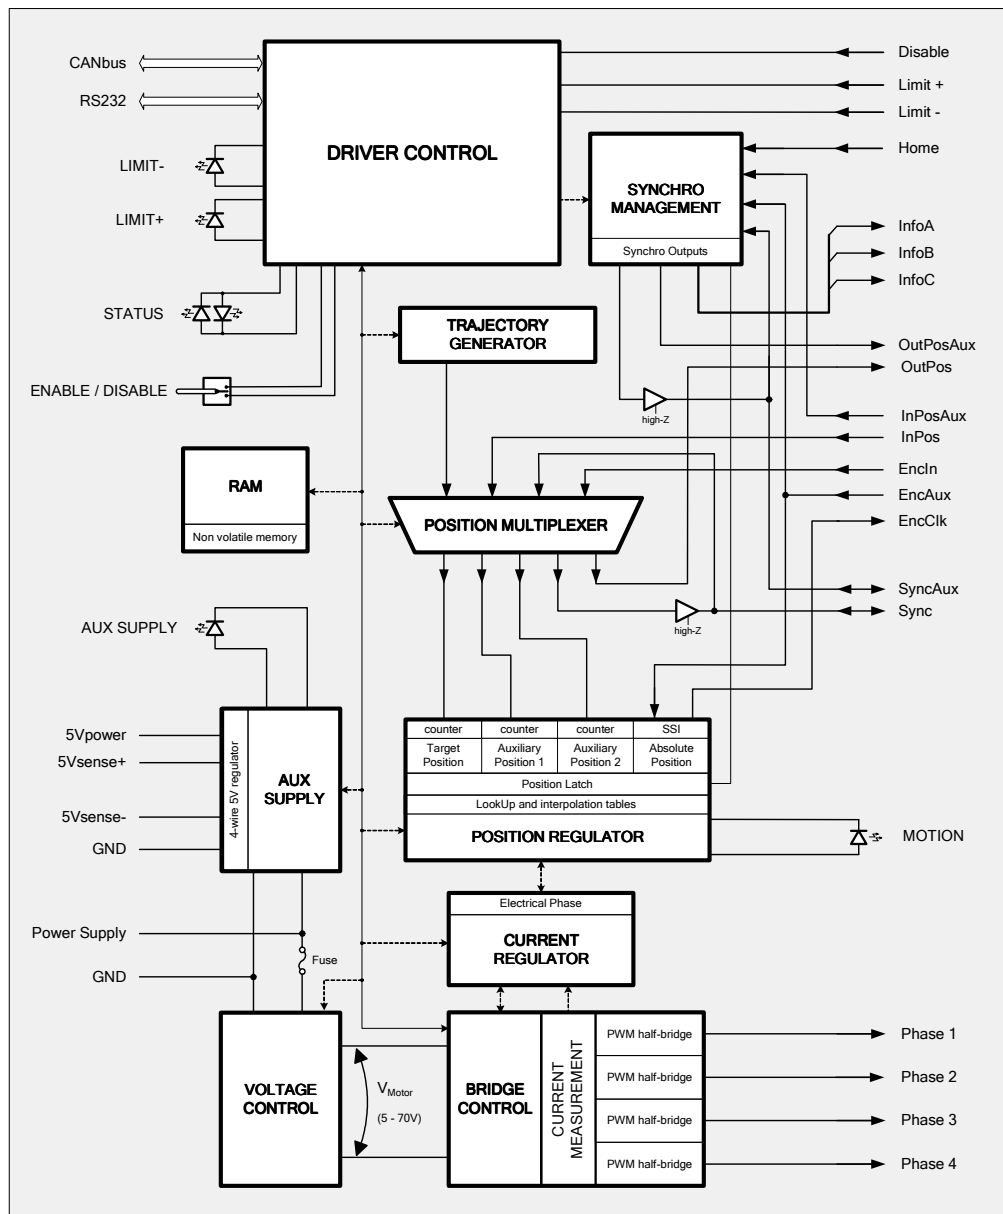 CANbus
RS232
LIMIT-
LIMIT+
STATUS
ENABLE / DISABLE
DRIVER CONTROL
Disable
Limit +
Limit -
Home
SYNCHRO
MANAGEMENT
Synchro Outputs
InfoA
InfoB
InfoC
OutPosAux
OutPos
InPosAux
InPos
EncIn
EncAux
EncClk
SyncAux
Sync
TRAJECTORY
GENERATOR
high-Z
RAM
Non volatile memory
POSITION MULTIPLEXER
high-Z
AUX SUPPLY
5Vpower
5Vsense+
5Vsense-
GND
4-wire 5V regulator
AUX
SUPPLY
counter
counter
counter
SSI
Target
Position
Auxiliary
Position 1
Auxiliary
Position 2
Absolute
Position
Position Latch
LookUp and interpolation tables
POSITION REGULATOR
MOTION
Power Supply
GND
Fuse
Electrical Phase
CURRENT
REGULATOR
VOLTAGE
CONTROL
VMotor
(5 - 70V)
BRIDGE
CONTROL
CURRENT
MEASUREMENT
PWM half-bridge
PWM half-bridge
PWM half-bridge
PWM half-bridge
Phase 1
Phase 2
Phase 3
Phase 4